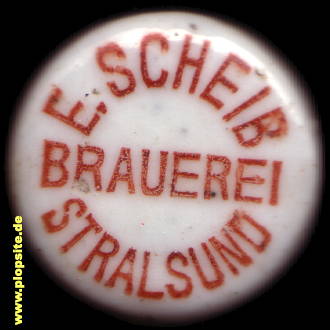 E. SCHEIB
BRAUEREI
STRALSUND
www.plopsite.de